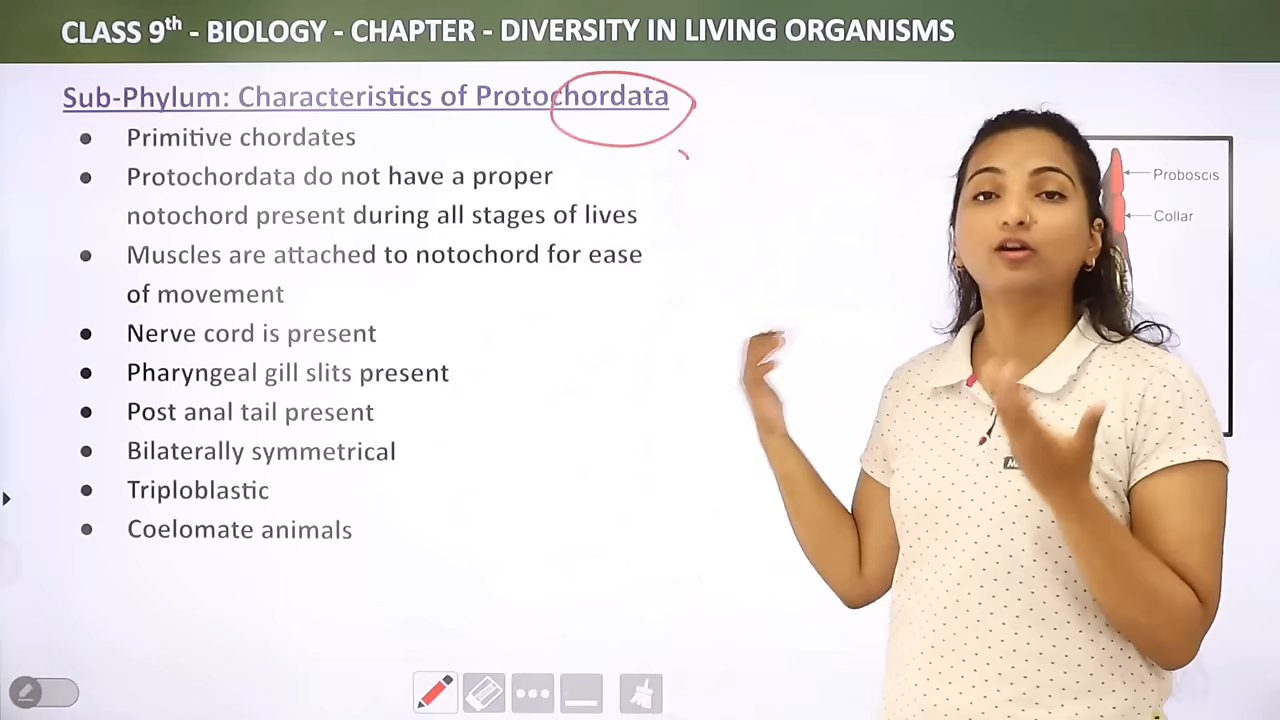 CLASS 9th - BIOLOGY - CHAPTER - DIVERSITY IN LIVING ORGANISMS
Sub-Phylum: Characteristics of Protochordata
● Primitive chordates
● Protochordata do not have a proper
notochord present during all stages of lives
● Muscles are attached to notochord for ease
of movement
● Nerve cord is present
● Pharyngeal gill slits present
● Post anal tail present
● Bilaterally symmetrical
● Triploblastic
● Coelomate animals
Proboscis
Collar